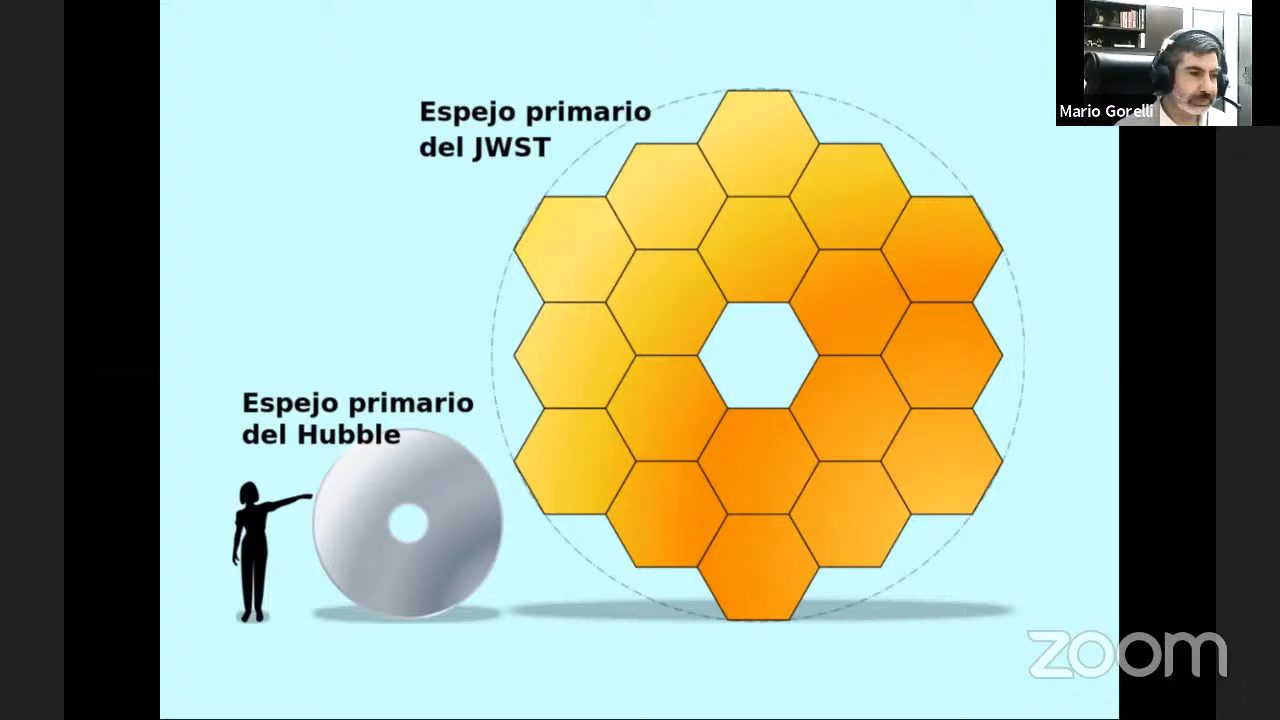 Espejo primario
del JWST
Mario Gorelli
Espejo primario
del Hubble
zoom